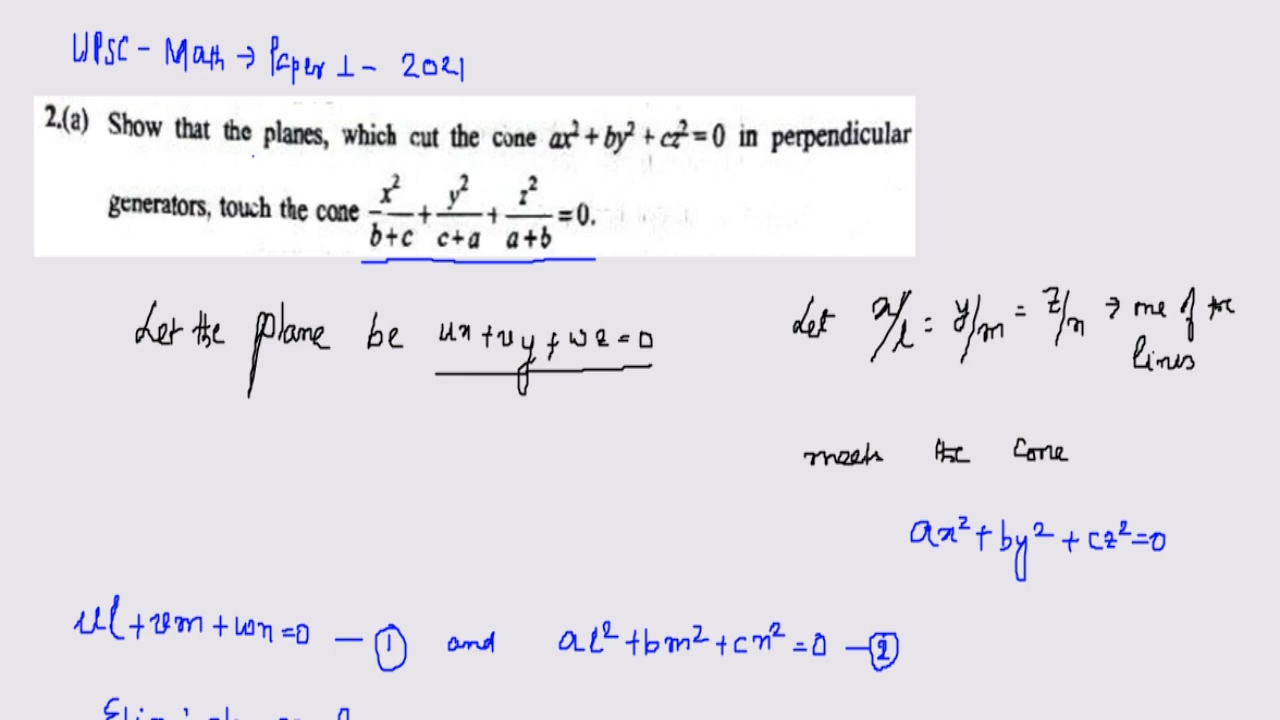 UPSC - Math → Paper 1 - 2021
2.(a) Show that the planes, which cut the cone ax² + by² + cz² = 0 in perpendicular
generators, touch the cone x²/(b+c) + y²/(c+a) + z²/(a+b) = 0.
Let the plane be ux + vy + wz = 0
Let x/l = y/m = z/n → one of the
lines
meets the cone
ax² + by² + cz² = 0
ul + vm + wn = 0 — ① and al² + bm² + cn² = 0 — ②